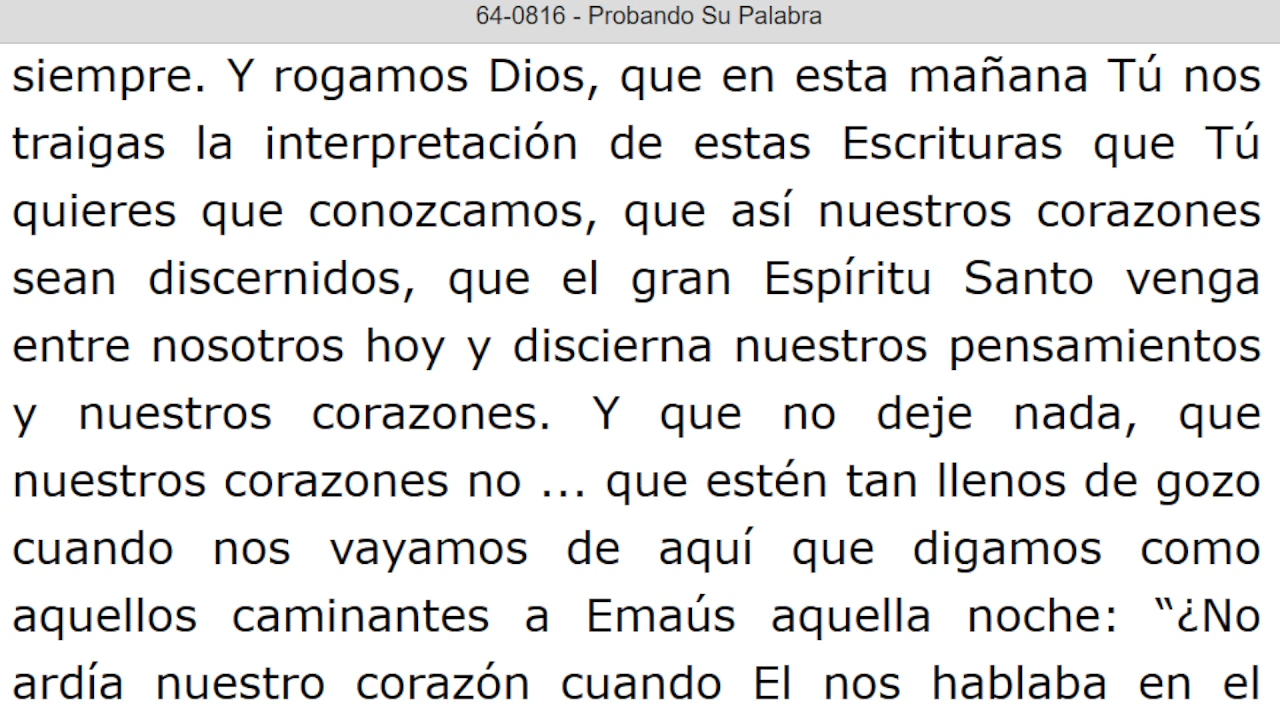 64-0816 - Probando Su Palabra
siempre. Y rogamos Dios, que en esta mañana Tú nos
traigas la interpretación de estas Escrituras que Tú
quieres que conozcamos, que así nuestros corazones
sean discernidos, que el gran Espíritu Santo venga
entre nosotros hoy y discierna nuestros pensamientos
y nuestros corazones. Y que no deje nada, que
nuestros corazones no ... que estén tan llenos de gozo
cuando nos vayamos de aquí que digamos como
aquellos caminantes a Emaús aquella noche: “¿No
ardía nuestro corazón cuando El nos hablaba en el